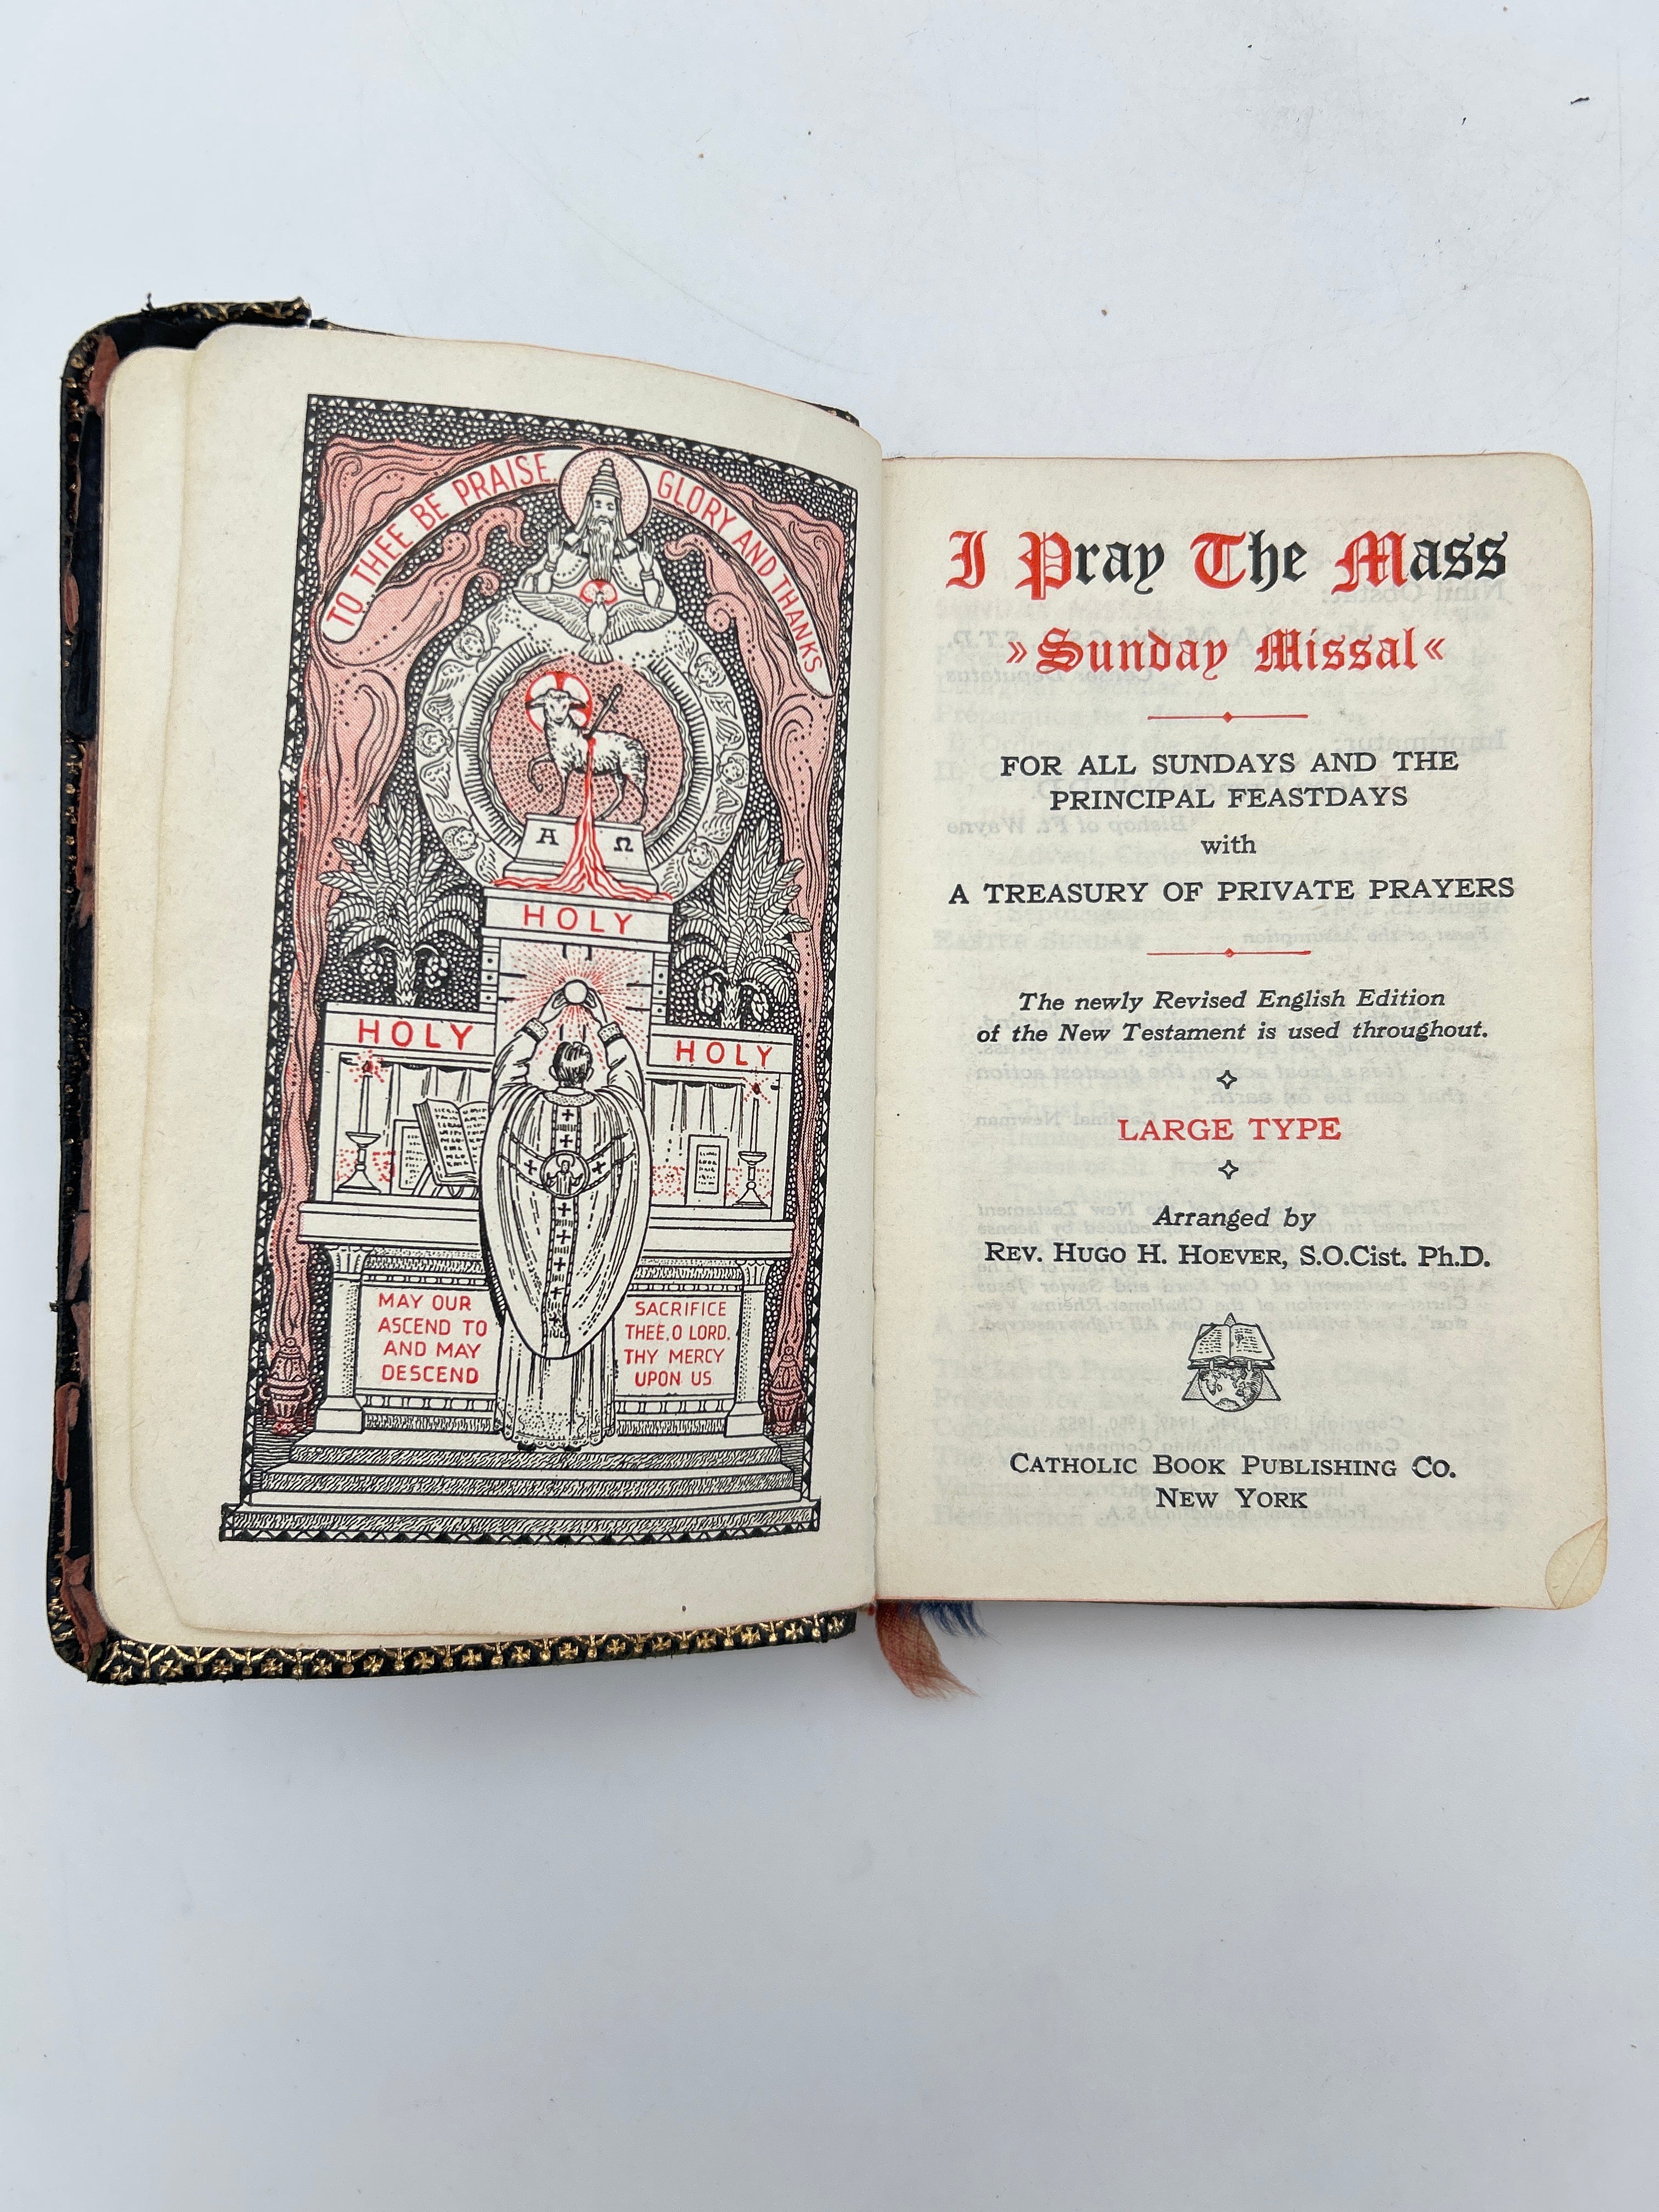 TO THEE BE PRAISE, GLORY AND THANKS
A Ω
HOLY
HOLY
HOLY
MAY OUR
ASCEND TO
AND MAY
DESCEND
SACRIFICE
THEE, O LORD,
THY MERCY
UPON US
I Pray The Mass
»Sunday Missal«
FOR ALL SUNDAYS AND THE
PRINCIPAL FEASTDAYS
with
A TREASURY OF PRIVATE PRAYERS
The newly Revised English Edition
of the New Testament is used throughout.
LARGE TYPE
Arranged by
REV. HUGO H. HOEVER, S.O.Cist. Ph.D.
CATHOLIC BOOK PUBLISHING CO.
NEW YORK